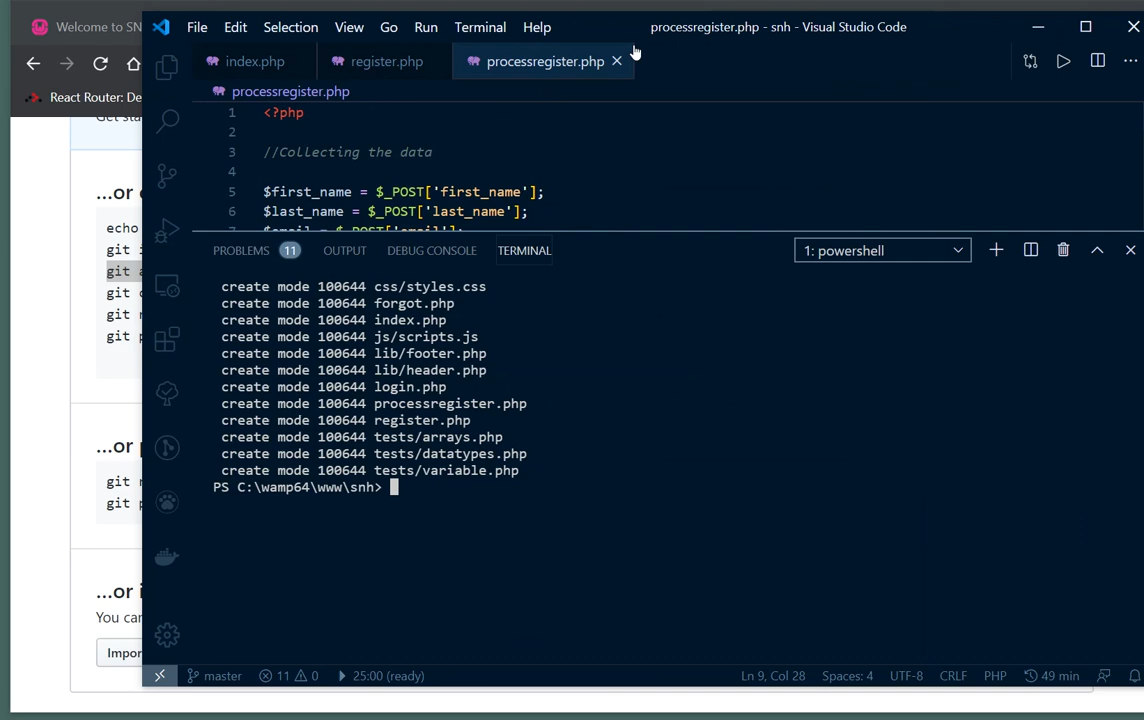 Welcome to SN
File Edit Selection View Go Run Terminal Help
processregister.php - snh - Visual Studio Code
index.php
register.php
processregister.php
React Router: De
processregister.php
1 <?php
2
3 //Collecting the data
4
5 $first_name = $_POST['first_name'];
6 $last_name = $_POST['last_name'];
$email = $_POST['email'];
...or
echo
git i
git a
git
git
git p
...or p
git
git p
...or i
You can
Impor
PROBLEMS 11 OUTPUT DEBUG CONSOLE TERMINAL
1: powershell
create mode 100644 css/styles.css
create mode 100644 forgot.php
create mode 100644 index.php
create mode 100644 js/scripts.js
create mode 100644 lib/footer.php
create mode 100644 lib/header.php
create mode 100644 login.php
create mode 100644 processregister.php
create mode 100644 register.php
create mode 100644 tests/arrays.php
create mode 100644 tests/datatypes.php
create mode 100644 tests/variable.php
PS C:\wamp64\www\snh>
master 11 0 25:00 (ready)
Ln 9, Col 28 Spaces: 4 UTF-8 CRLF PHP 49 min